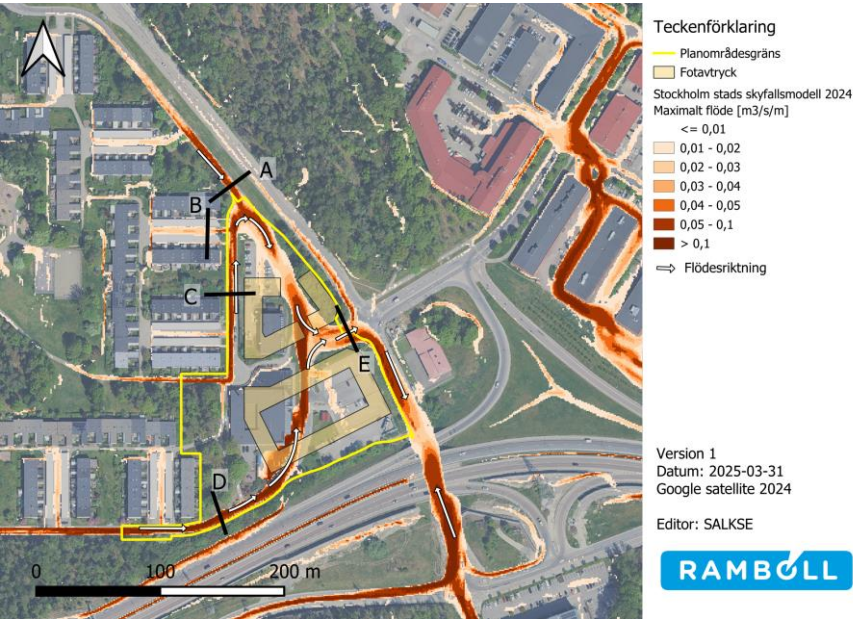 A
B
C
E
D
0 100 200 m
Teckenförklaring
Planområdesgräns
Fotavtryck
Stockholm stads skyfallsmodell 2024
Maximalt flöde [m3/s/m]
<= 0,01
0,01 - 0,02
0,02 - 0,03
0,03 - 0,04
0,04 - 0,05
0,05 - 0,1
> 0,1
Flödesriktning
Version 1
Datum: 2025-03-31
Google satellite 2024
Editor: SALKSE
RAMBOLL